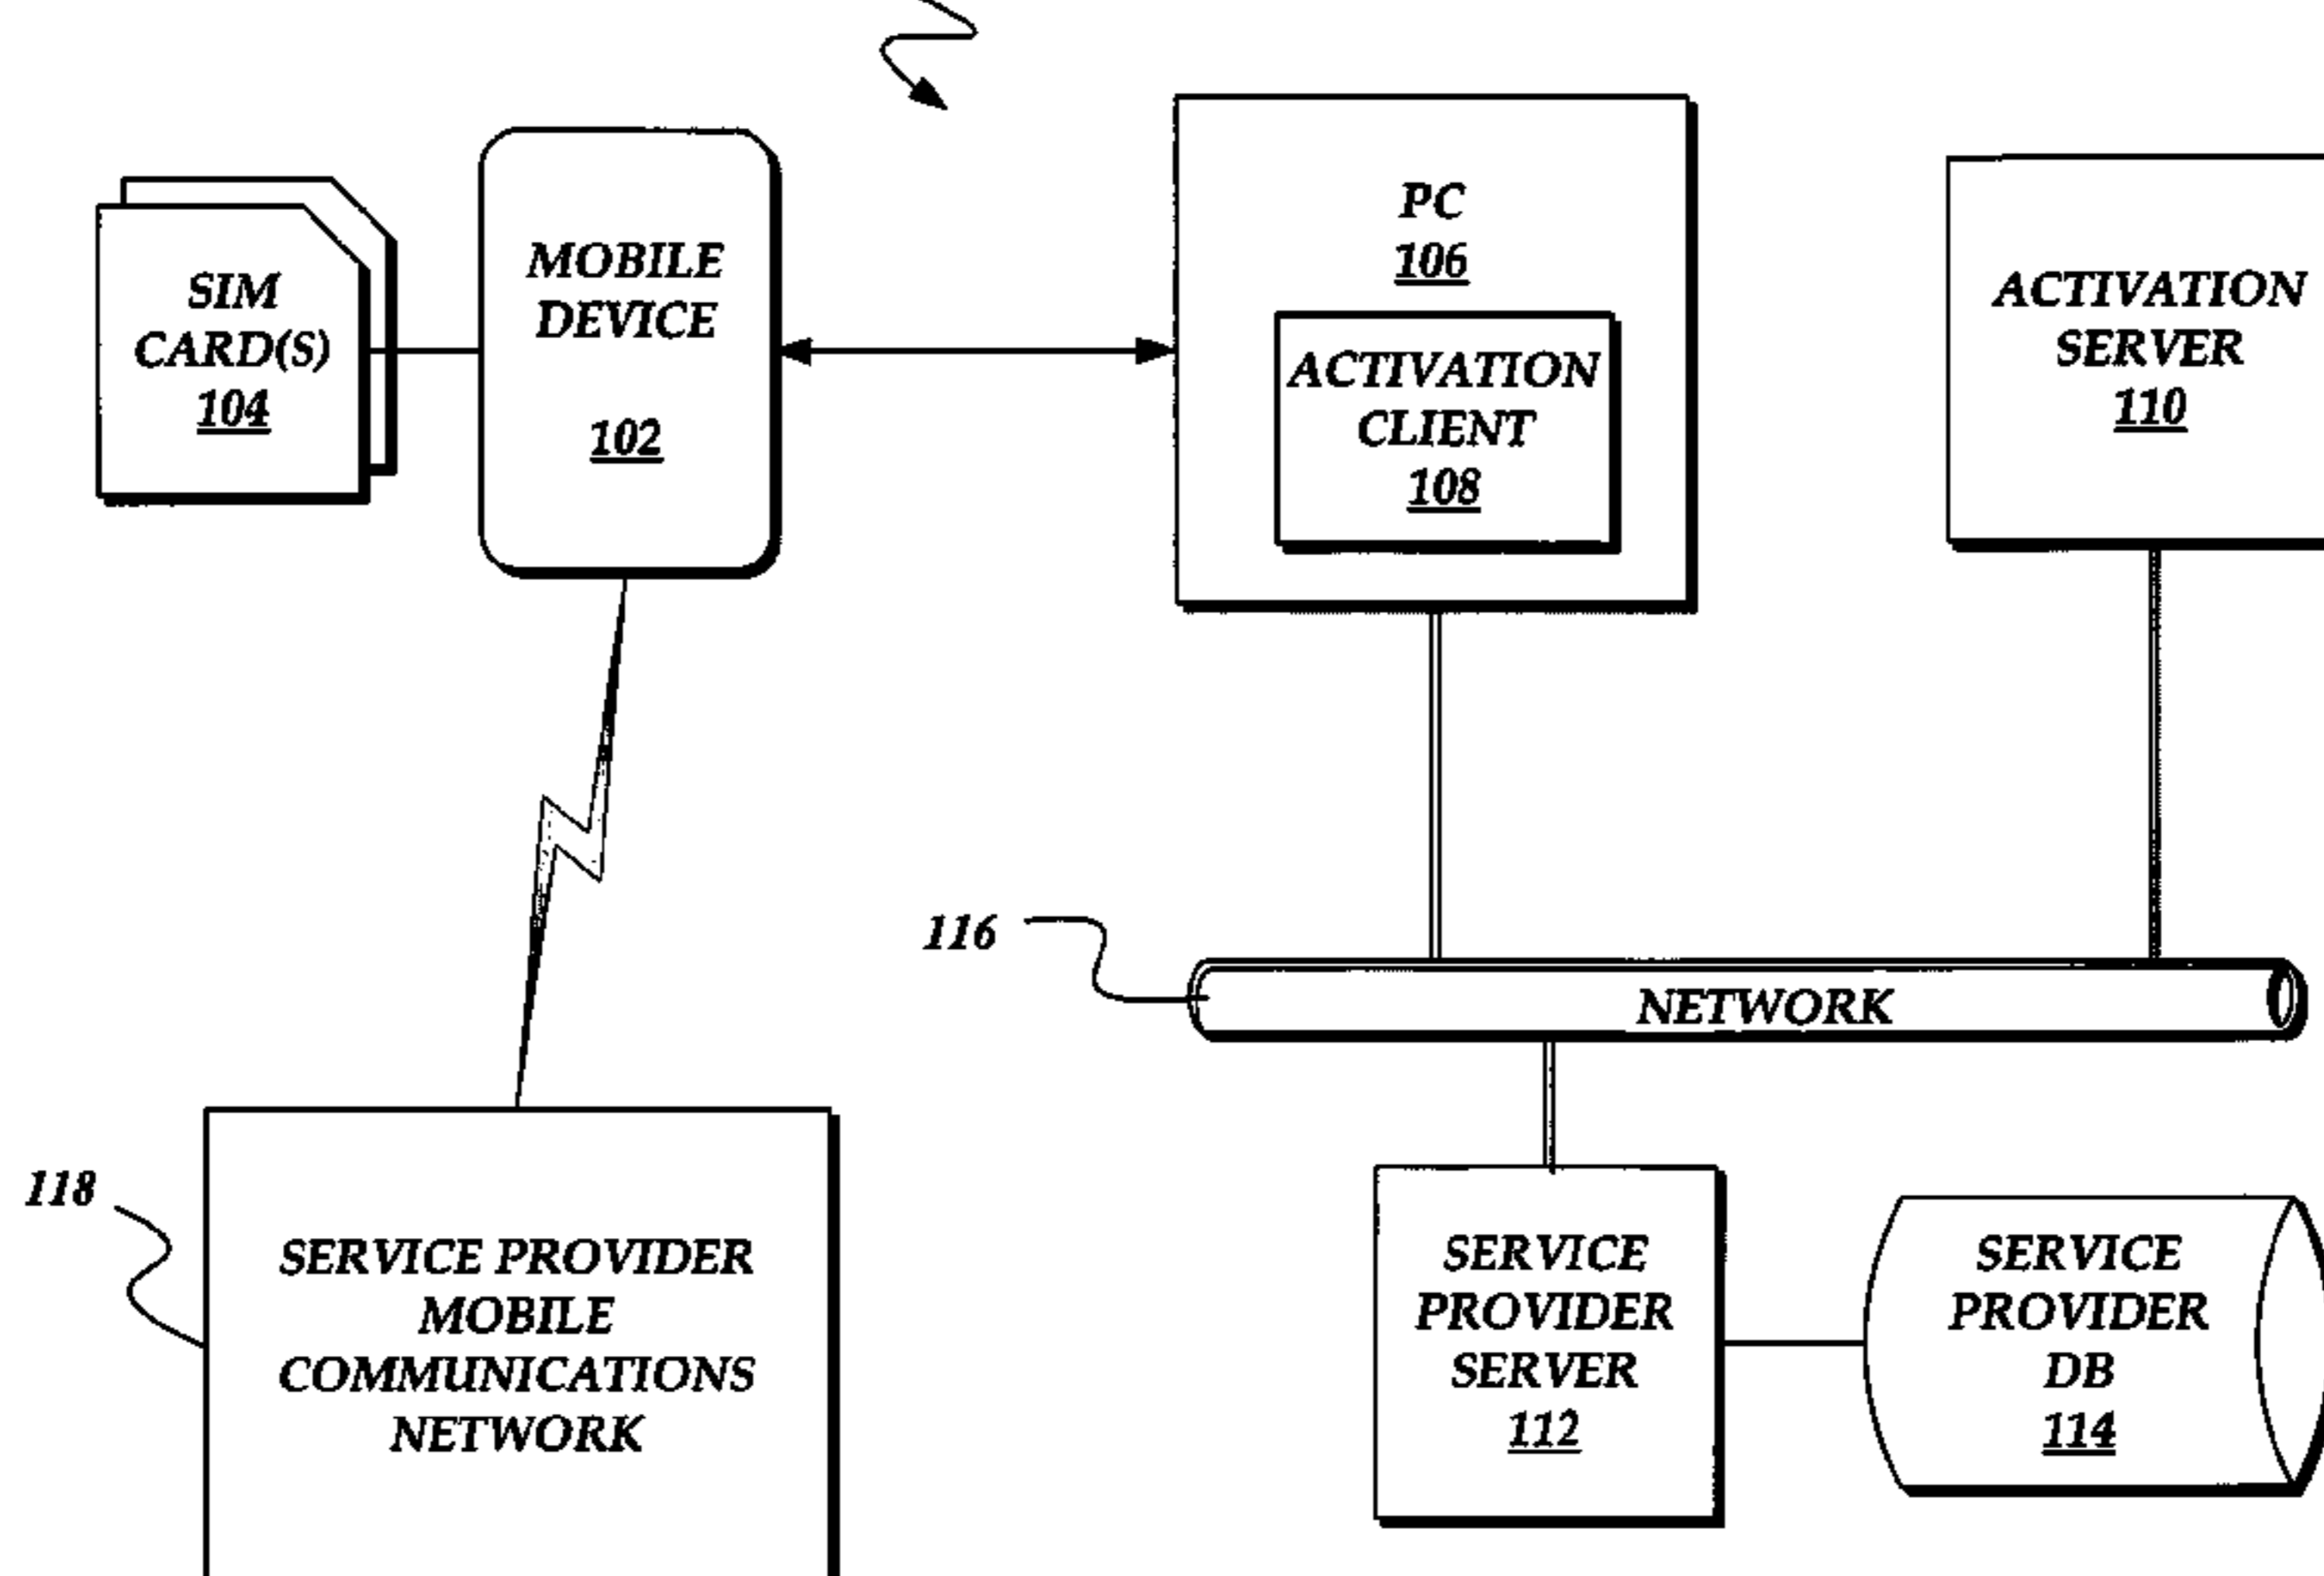 SIM
CARD(S)
104
MOBILE
DEVICE
102
PC
106
ACTIVATION
CLIENT
108
ACTIVATION
SERVER
110
116
NETWORK
118
SERVICE PROVIDER
MOBILE
COMMUNICATIONS
NETWORK
SERVICE
PROVIDER
SERVER
112
SERVICE
PROVIDER
DB
114